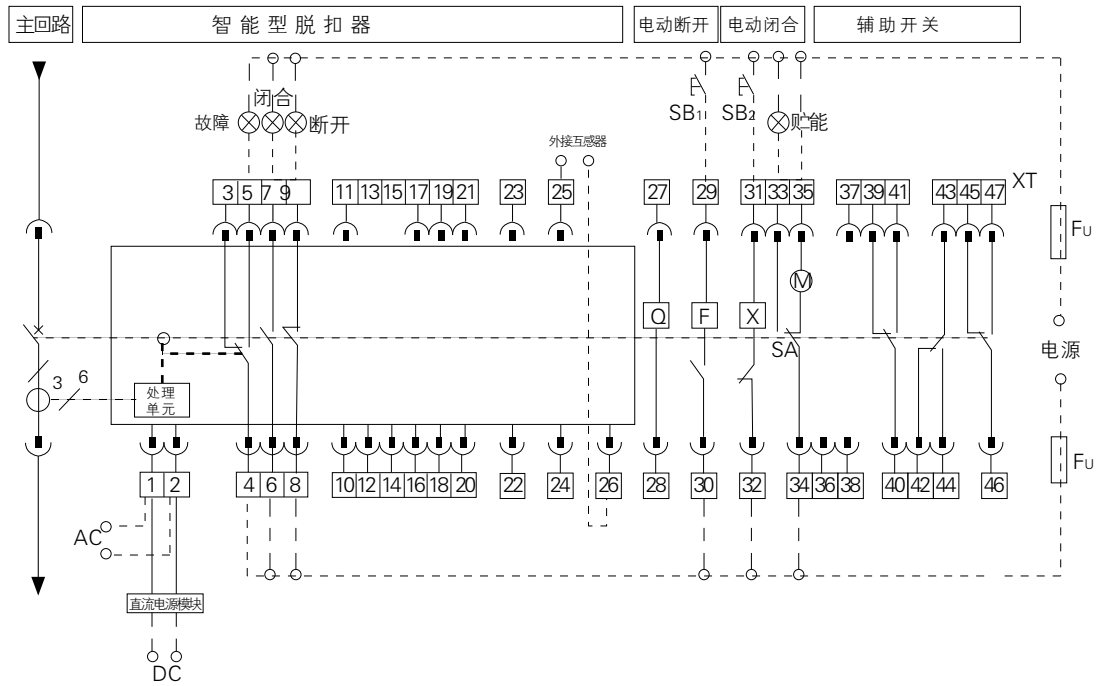 主回路 智能型脱扣器 电动断开 电动闭合 辅助开关
闭合
故障 断开
SB1 SB2 贮能
外接互感器
3 5 7 9 11 13 15 17 19 21 23 25 27 29 31 33 35 37 39 41 43 45 47 XT
FU
M
Q F X
SA
电源
3 6
处理
单元
FU
1 2 4 6 8 10 12 14 16 18 20 22 24 26 28 30 32 34 36 38 40 42 44 46
AC
直流电源模块
DC